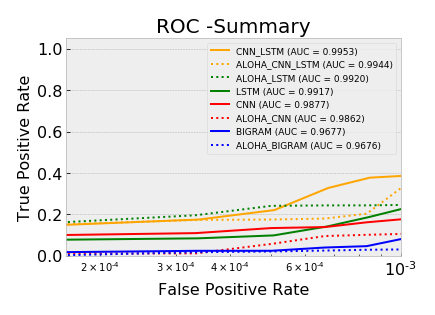 ROC -Summary
True Positive Rate
1.0
0.8
0.6
0.4
0.2
0.0
CNN_LSTM (AUC = 0.9953)
ALOHA_CNN_LSTM (AUC = 0.9944)
ALOHA_LSTM (AUC = 0.9920)
LSTM (AUC = 0.9917)
CNN (AUC = 0.9877)
ALOHA_CNN (AUC = 0.9862)
BIGRAM (AUC = 0.9677)
ALOHA_BIGRAM (AUC = 0.9676)
2×10⁻⁴ 3×10⁻⁴ 4×10⁻⁴ 6×10⁻⁴ 10⁻³
False Positive Rate